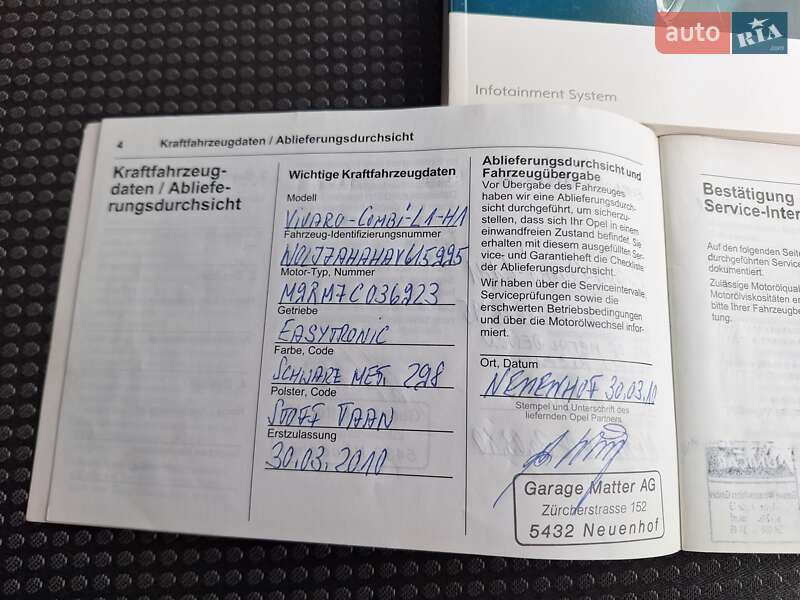 auto RIA
.com
Infotainment System
4 Kraftfahrzeugdaten / Ablieferungsdurchsicht
Kraftfahrzeug-
daten / Abliefe-
rungsdurchsicht
Wichtige Kraftfahrzeugdaten
Modell
VIVARO-COMBI-L1-H1
Fahrzeug-Identifizierungsnummer
Motor-Typ, Nummer
M9RM7C036923
Getriebe
EASYTRONIC
Farbe, Code
SCHWARZ MET. 298
Polster, Code
STOFF TAAN
Erstzulassung
30.03.2010
Ablieferungsdurchsicht und
Fahrzeugübergabe
Vor Übergabe des Fahrzeuges
haben wir eine Ablieferungsdurch-
sicht durchgeführt, um sicherzu-
stellen, dass sich Ihr Opel in einem
einwandfreien Zustand befindet. Sie
erhalten mit diesem ausgefüllten Ser-
vice- und Garantieheft die Checkliste
der Ablieferungsdurchsicht.
Wir haben über die Serviceintervalle,
Serviceprüfungen sowie die
erschwerten Betriebsbedingungen
und über die Motorölwechsel infor-
miert.
Ort, Datum
NEUENHOF 30.03.10
Stempel und Unterschrift des
liefernden Opel Partners
Garage Matter AG
Zürcherstrasse 152
5432 Neuenhof
Bestätigung
Service-Inter
Auf den folgenden Seite
durchgeführten Service
dokumentiert.
Zulässige Motorölqual
Motorölviskositäten en
bitte Ihrer Fahrzeugbe
tung.